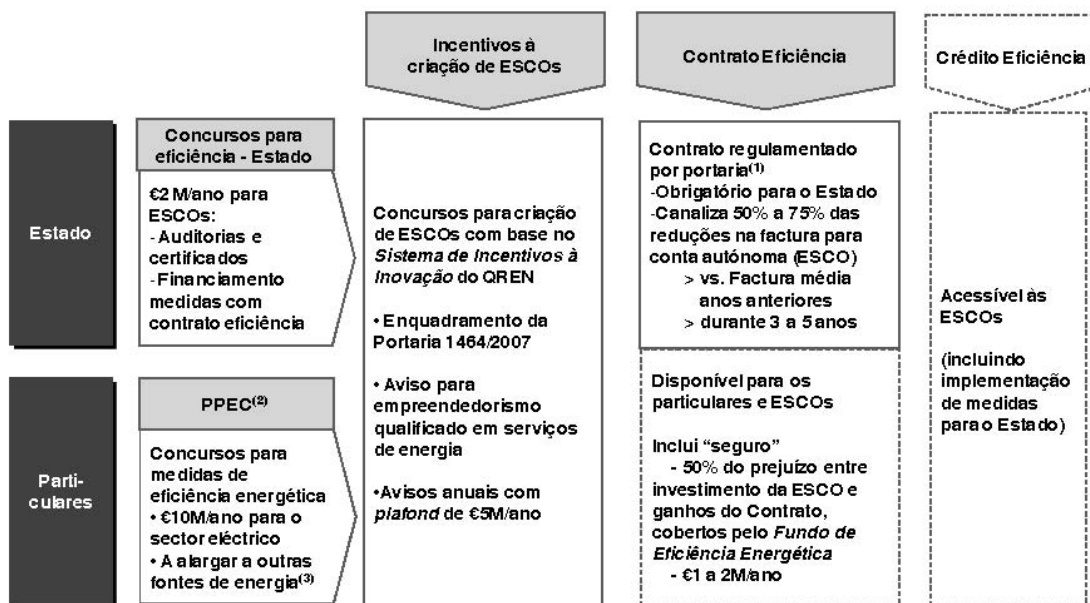 Incentivos à
criação de ESCOs
Contrato Eficiência
Crédito Eficiência
Estado
Concursos para
eficiência - Estado
€2 M/ano para
ESCOs:
- Auditorias e
certificados
- Financiamento
medidas com
contrato eficiência
Parti-
culares
PPEC(2)
Concursos para
medidas de
eficiência energética
• €10M/ano para o
sector eléctrico
• A alargar a outras
fontes de energia(3)
Concursos para criação
de ESCOs com base no
Sistema de Incentivos à
Inovação do QREN
• Enquadramento da
Portaria 1464/2007
• Aviso para
empreendedorismo
qualificado em serviços
de energia
•Avisos anuais com
plafond de €5M/ano
Contrato regulamentado
por portaria(1)
-Obrigatório para o Estado
-Canaliza 50% a 75% das
reduções na factura para
conta autónoma (ESCO)
> vs. Factura média
anos anteriores
> durante 3 a 5 anos
Disponível para os
particulares e ESCOs
Inclui “seguro”
- 50% do prejuízo entre
investimento da ESCO e
ganhos do Contrato,
cobertos pelo Fundo de
Eficiência Energética
- €1 a 2M/ano
Acessível às
ESCOs
(incluindo
implementação
de medidas
para o Estado)